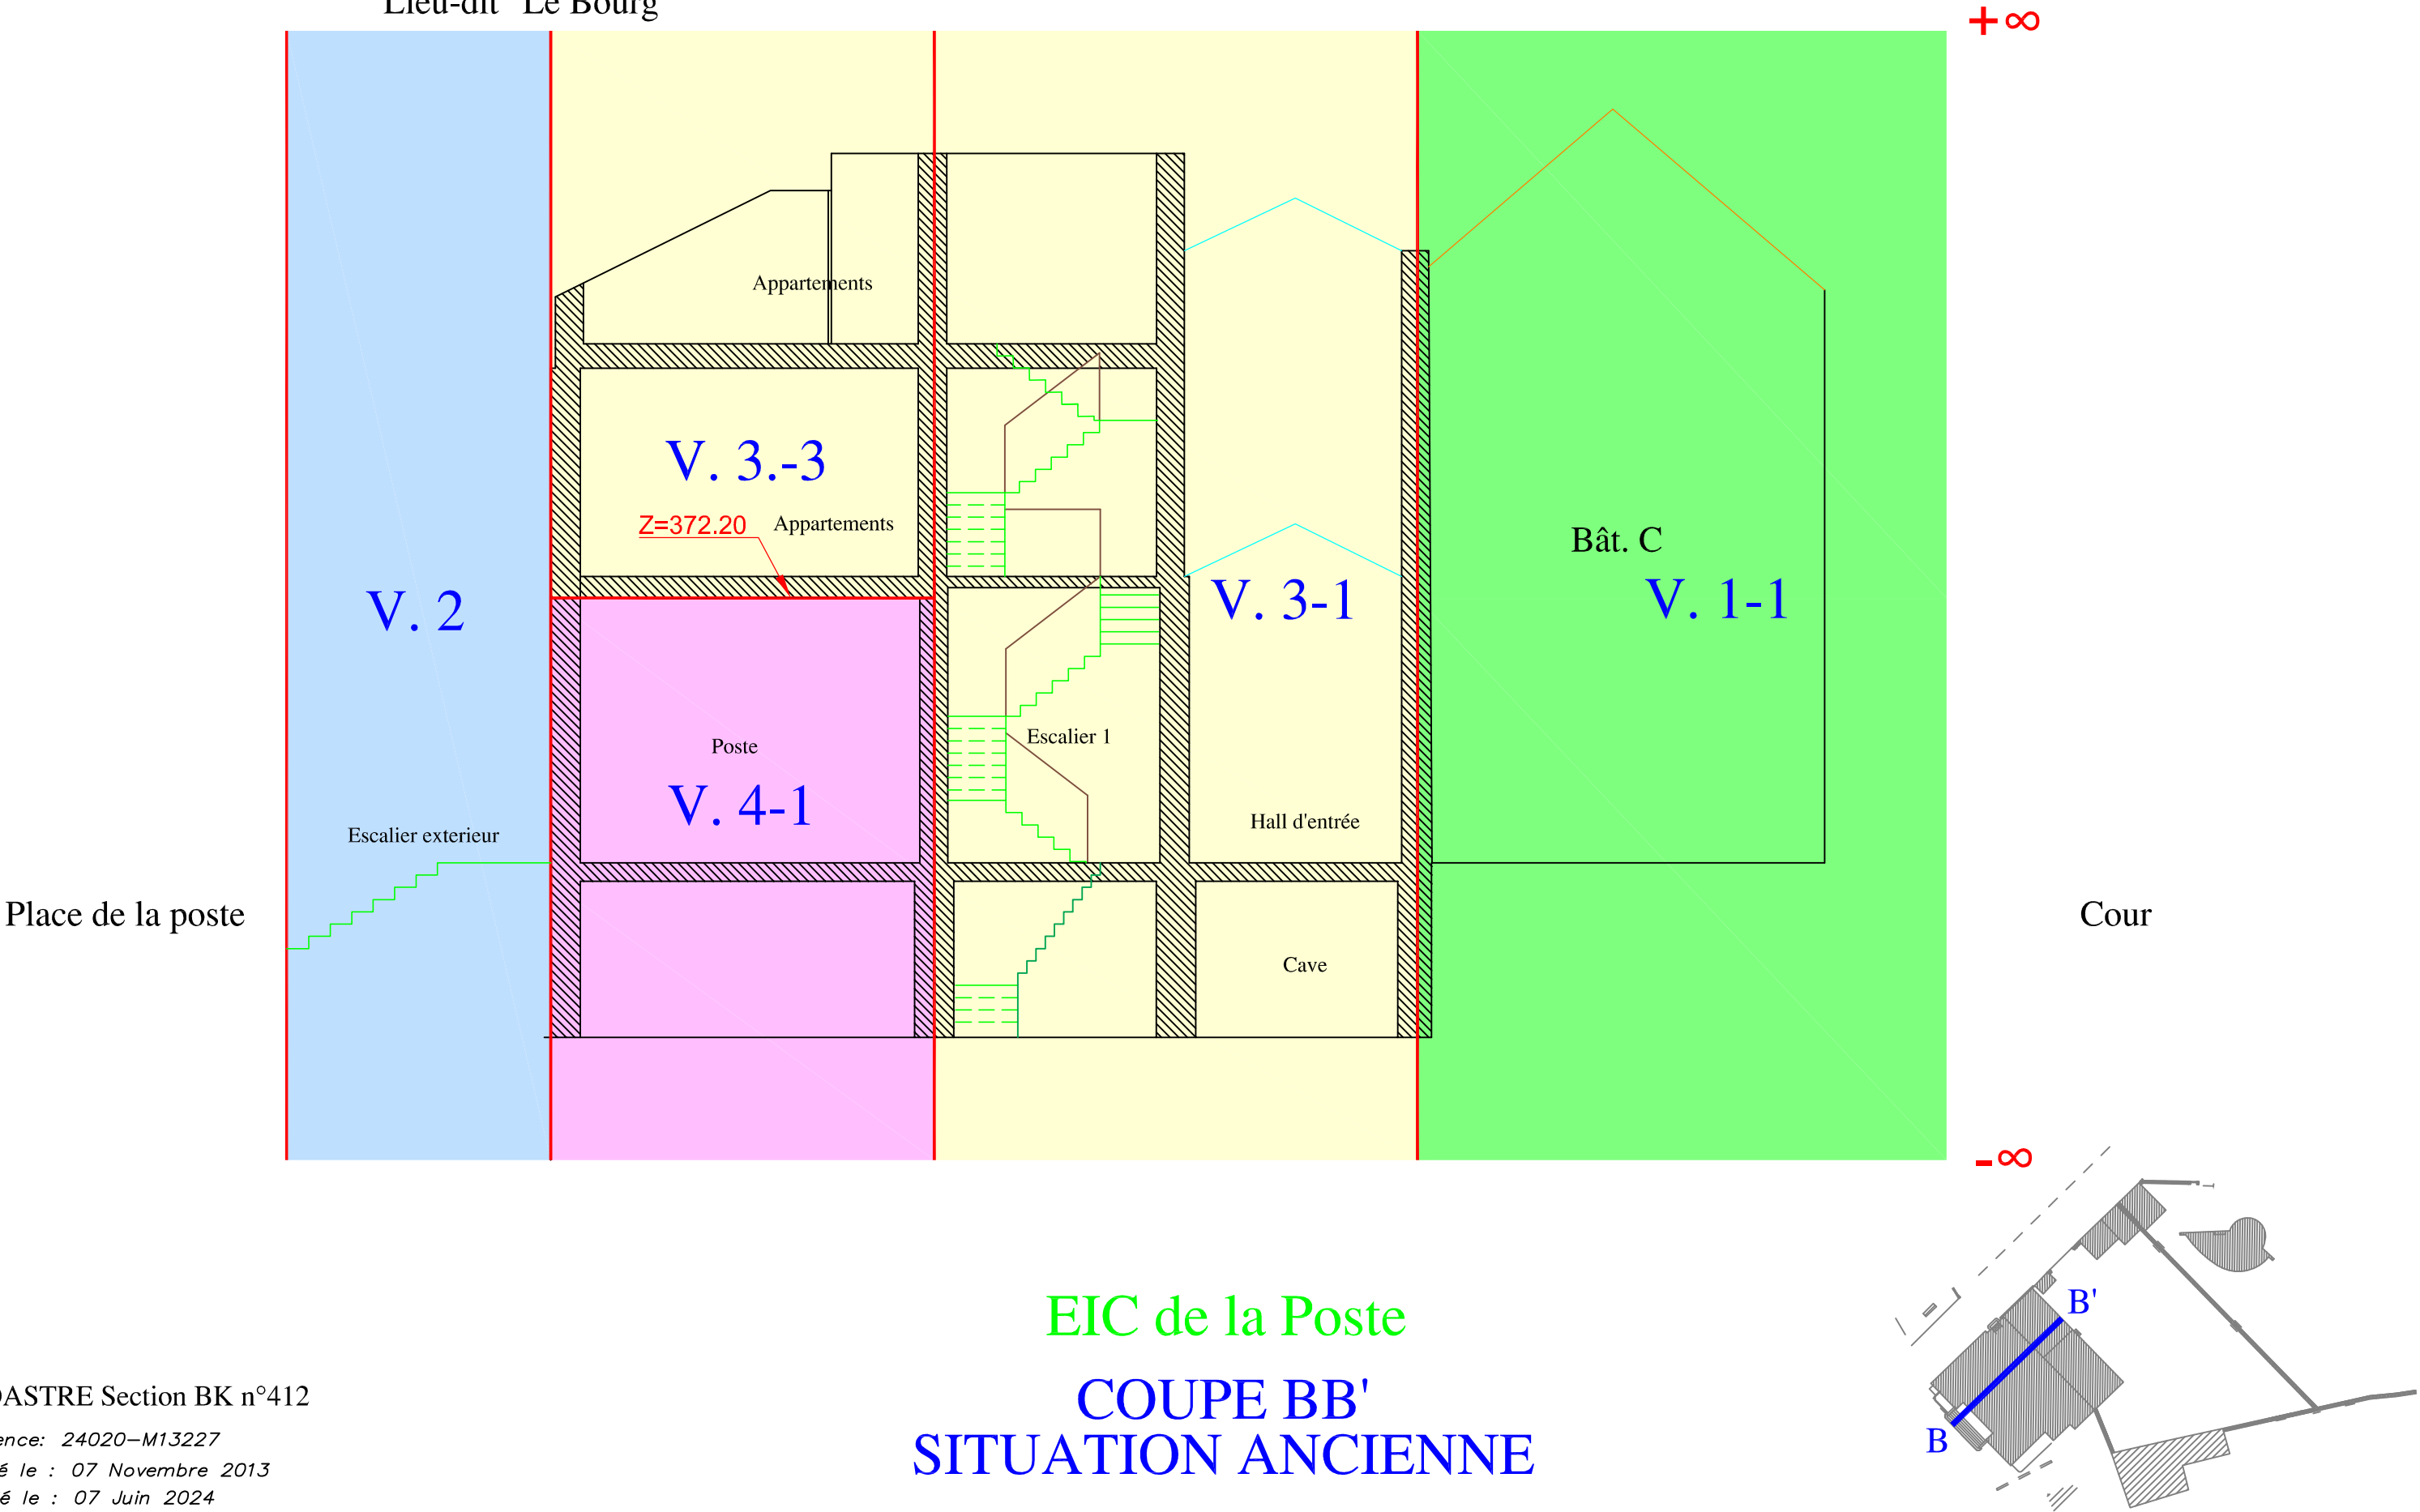 Lieu-dit "Le Bourg"
+∞
Appartements
V. 3.-3
Z=372.20
Appartements
Bât. C
V. 2
V. 3-1
V. 1-1
Poste
Escalier 1
V. 4-1
Hall d'entrée
Escalier exterieur
Place de la poste
Cour
Cave
-∞
EIC de la Poste
B'
COUPE BB'
SITUATION ANCIENNE
B
Section BK n°412
24020-M13227
le : 07 Novembre 2013
le : 07 Juin 2024